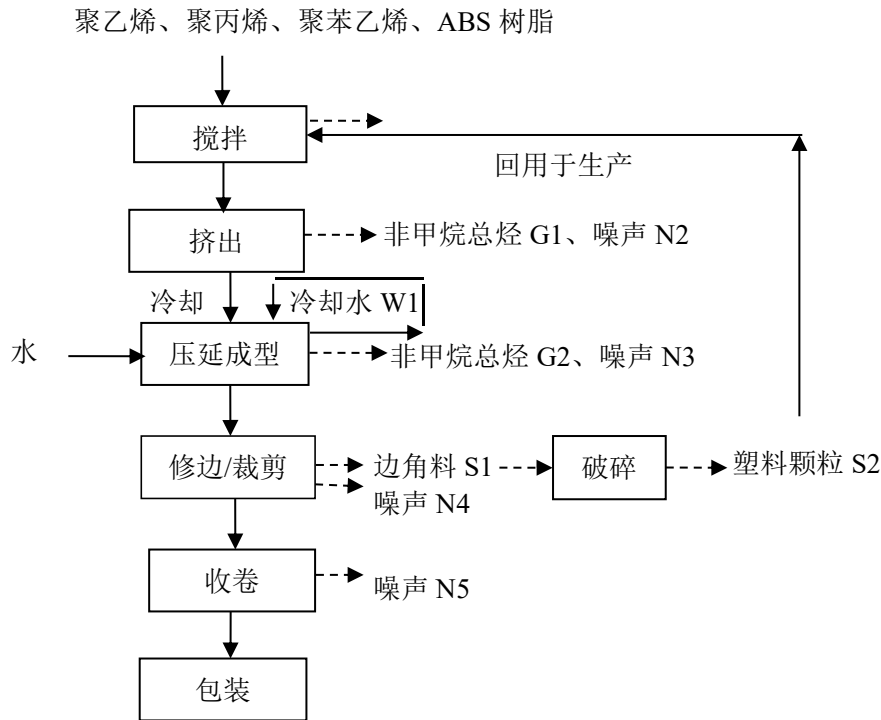 聚乙烯、聚丙烯、聚苯乙烯、ABS 树脂
搅拌
回用于生产
挤出
非甲烷总烃 G1、噪声 N2
冷却
冷却水 W1
水
压延成型
非甲烷总烃 G2、噪声 N3
修边/裁剪
边角料 S1
破碎
塑料颗粒 S2
噪声 N4
收卷
噪声 N5
包装